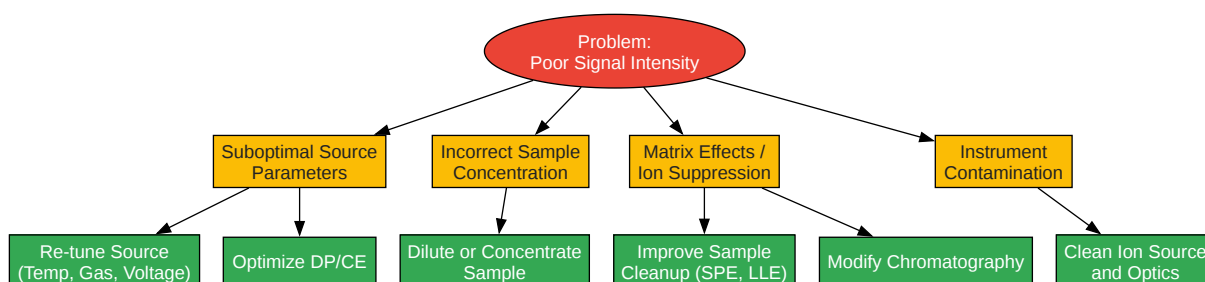 Problem:
Poor Signal Intensity
Suboptimal Source
Parameters
Incorrect Sample
Concentration
Matrix Effects /
Ion Suppression
Instrument
Contamination
Re-tune Source
(Temp, Gas, Voltage)
Optimize DP/CE
Dilute or Concentrate
Sample
Improve Sample
Cleanup (SPE, LLE)
Modify Chromatography
Clean Ion Source
and Optics